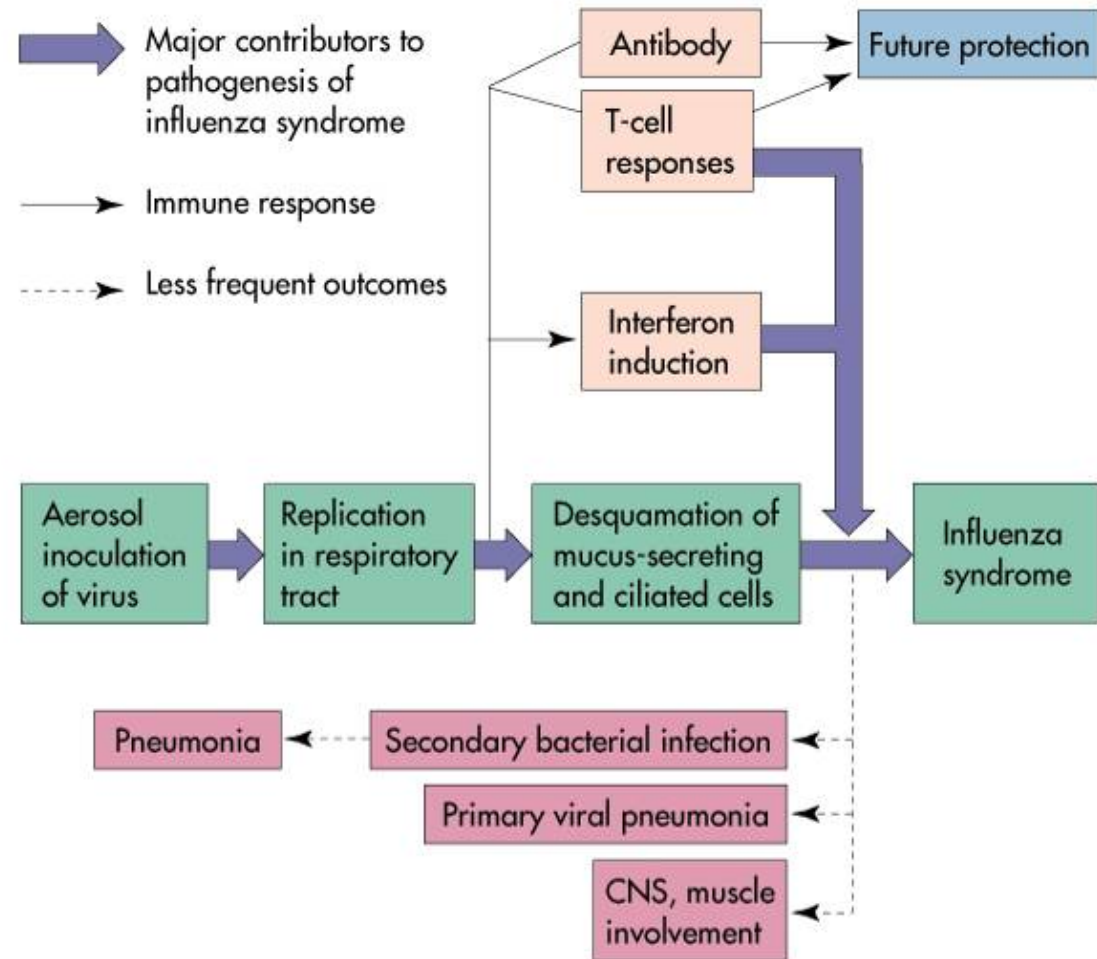 Major contributors to
pathogenesis of
influenza syndrome
Immune response
Less frequent outcomes
Antibody
Future protection
T-cell
responses
Interferon
induction
Aerosol
inoculation
of virus
Replication
in respiratory
tract
Desquamation of
mucus-secreting
and ciliated cells
Influenza
syndrome
Pneumonia
Secondary bacterial infection
Primary viral pneumonia
CNS, muscle
involvement